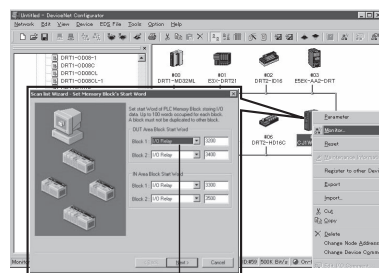 Untitled - DeviceNet Configurator
Network Edit View Device EDS File Tools Option Help
DRT1-OD08-1
DRT1-OD08C
DRT1-OD08CL
DRT1-OD08CL-1
#00
DRT1-MD32ML
#01
E3X-DRT21
#02
DRT2-ID16
#03
E5EK-AA2-DRT
#06
DRT2-HD16C
Scan list Wizard - Set Memory Block's Start Word
Set start Word of PLC Memory Block storing I/O
data. Up to 100 words occupied for each block.
A block must not be duplicated to other block.
OUT Area Block Start Word
Block 1: I/O Relay 3200
Block 2: I/O Relay 3400
IN Area Block Start Word
Block 1: I/O Relay 3300
Block 2: I/O Relay 3500
Next > Cancel
Parameter
Monitor...
Reset
Register to other Devi
Export
Import...
Cut
Copy
Delete
Change Node Address
Change Device Comm
500K Bit/s